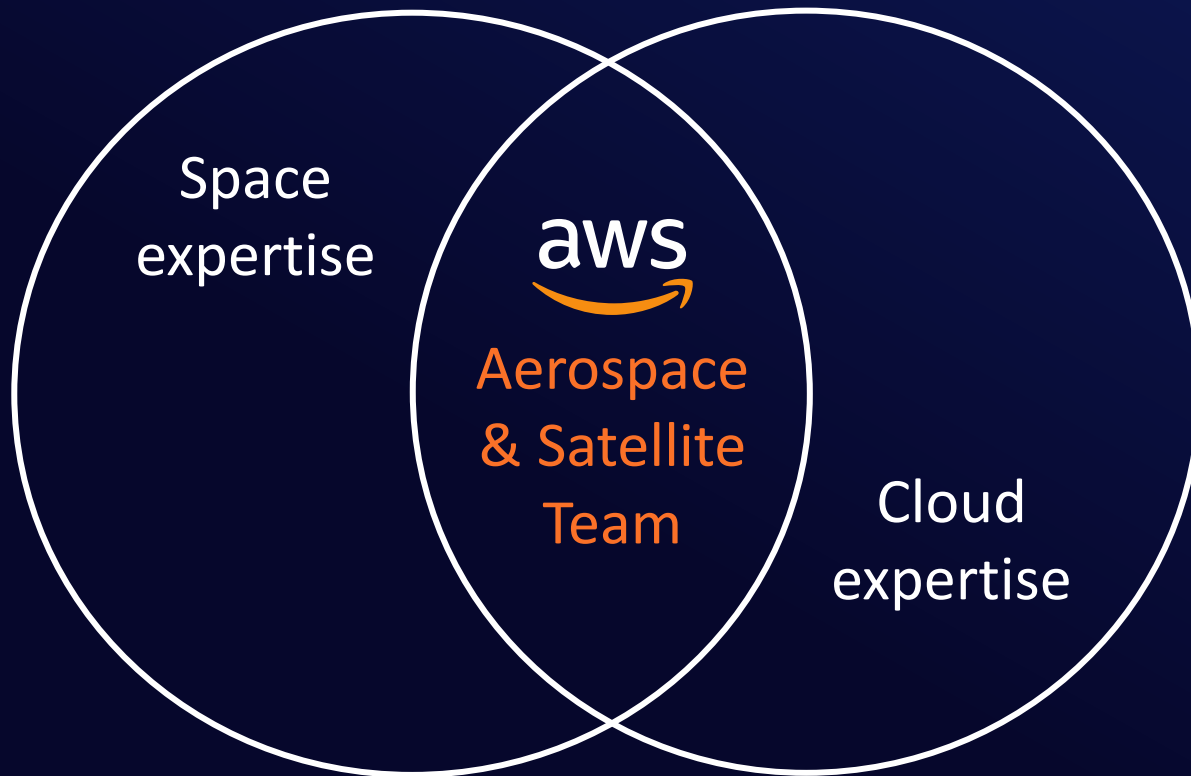 Space
expertise
aws
Aerospace
& Satellite
Team
Cloud
expertise